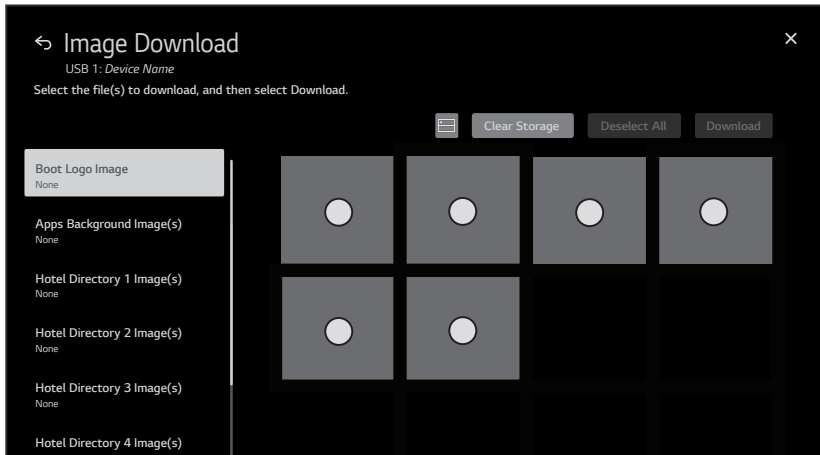 Image Download
USB 1: Device Name
Select the file(s) to download, and then select Download.
Clear Storage Deselect All Download
Boot Logo Image
None
Apps Background Image(s)
None
Hotel Directory 1 Image(s)
None
Hotel Directory 2 Image(s)
None
Hotel Directory 3 Image(s)
None
Hotel Directory 4 Image(s)